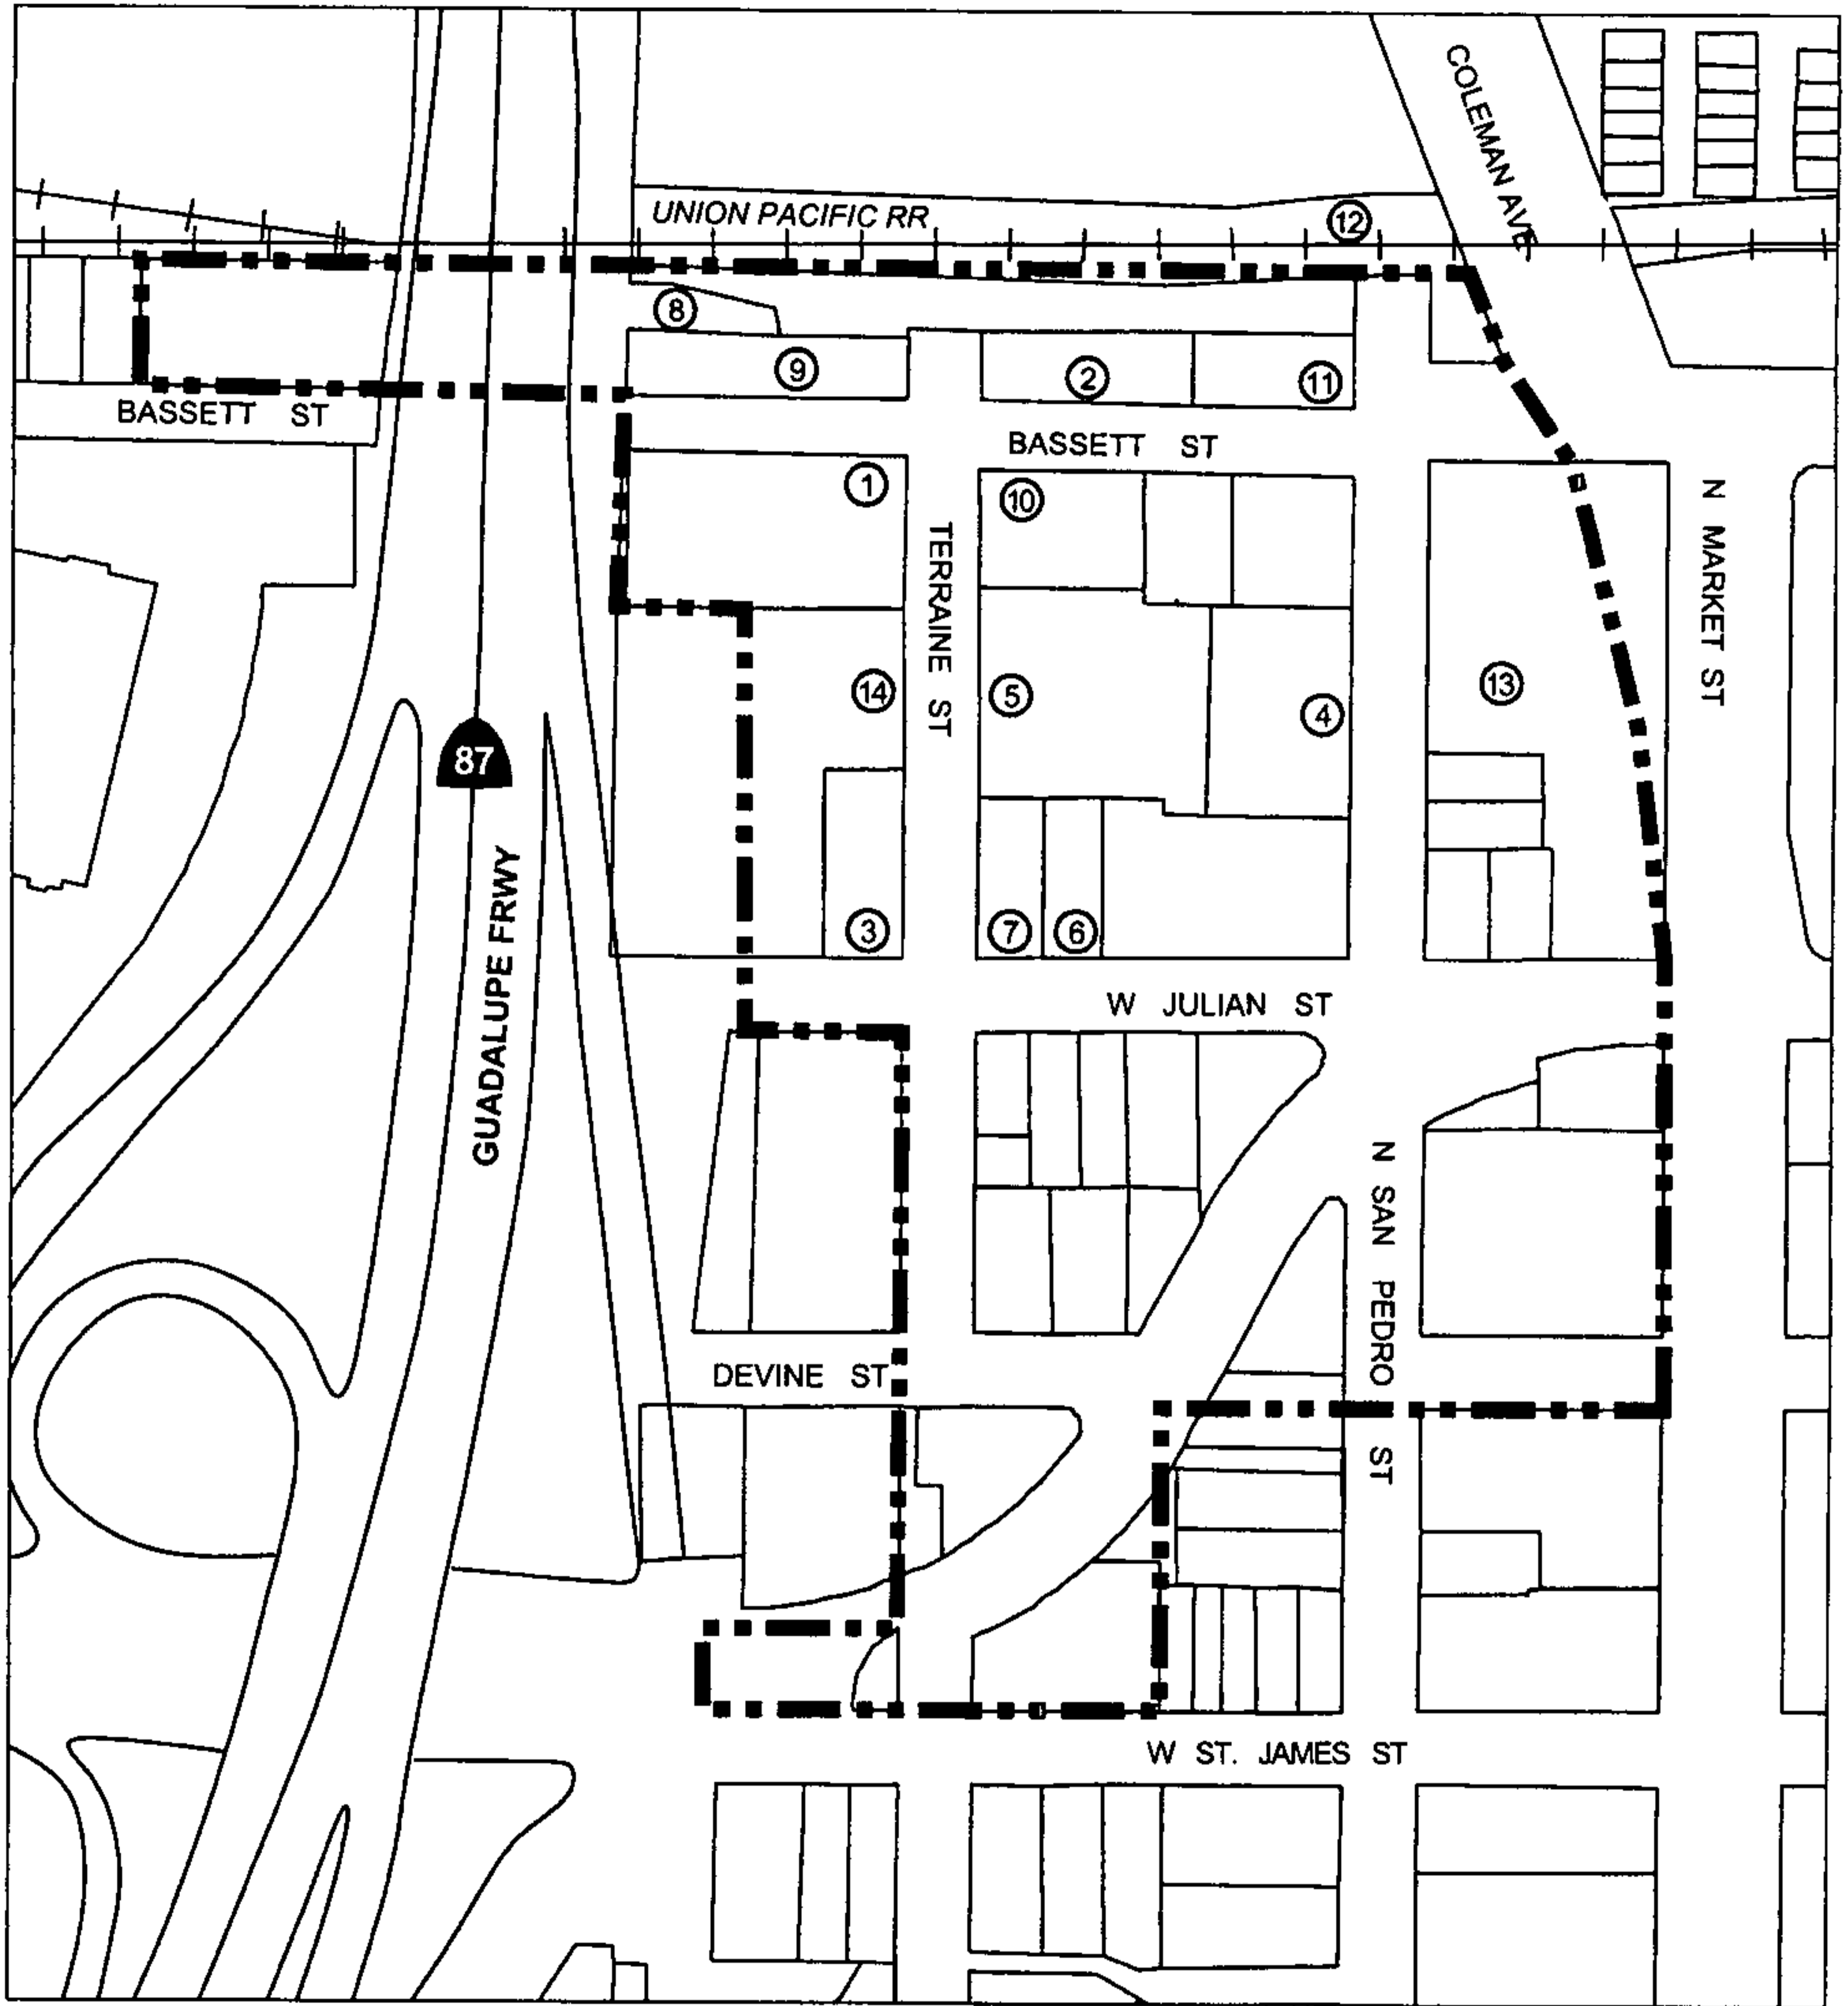 COLEMAN AVE
UNION PACIFIC RR
12
8
9
2
11
BASSETT ST
BASSETT ST
1
10
TERRAINE ST
N MARKET ST
14
5
4
13
87
GUADALUPE FRWY
3
7
6
W JULIAN ST
N SAN PEDRO ST
DEVINE ST
W ST. JAMES ST